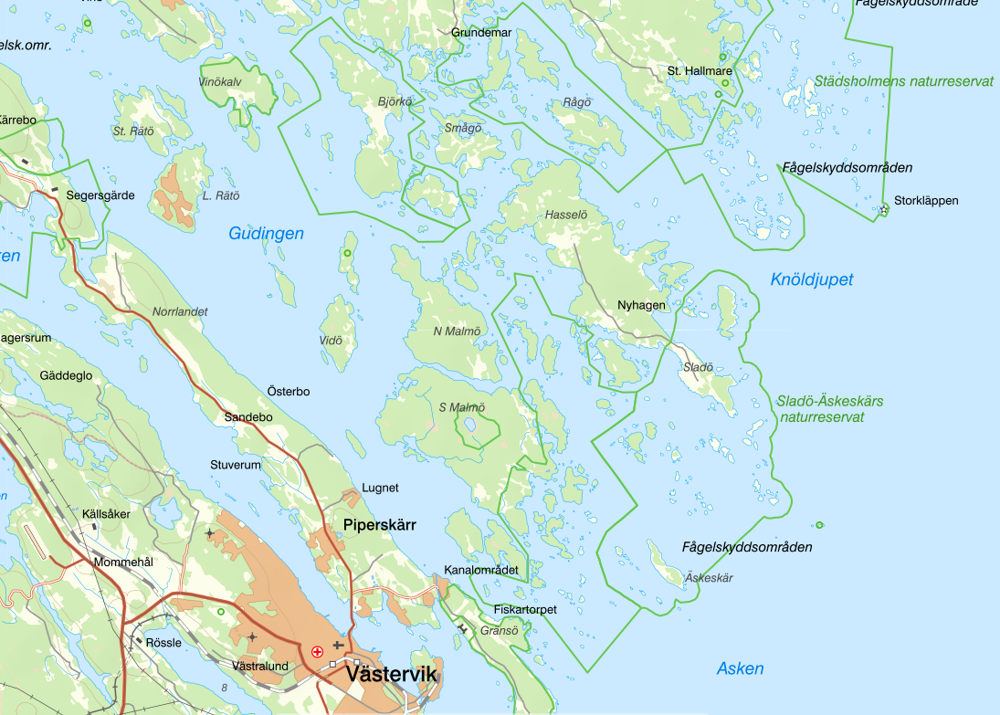 Fågelskyddsområde
Grundemar
elsk.omr.
St. Hallmare
Vinökalv
Städsholmens naturreservat
Björkö
Rågö
Kärrebo
St. Rätö
Smågö
Fågelskyddsområden
Segersgärde
L. Rätö
Storkläppen
Hasselö
Gudingen
ken
Knöldjupet
Nyhagen
Norrlandet
N Malmö
agersrum
Vidö
Sladö
Gäddeglo
Österbo
Sladö-Äskeskärs
naturreservat
S Malmö
Sandebo
Stuverum
Lugnet
Källsåker
Piperskärr
Fågelskyddsområden
Mommehål
Kanalområdet
Äskeskär
Fiskartorpet
Gränsö
Rössle
Västralund
Västervik
Asken
8